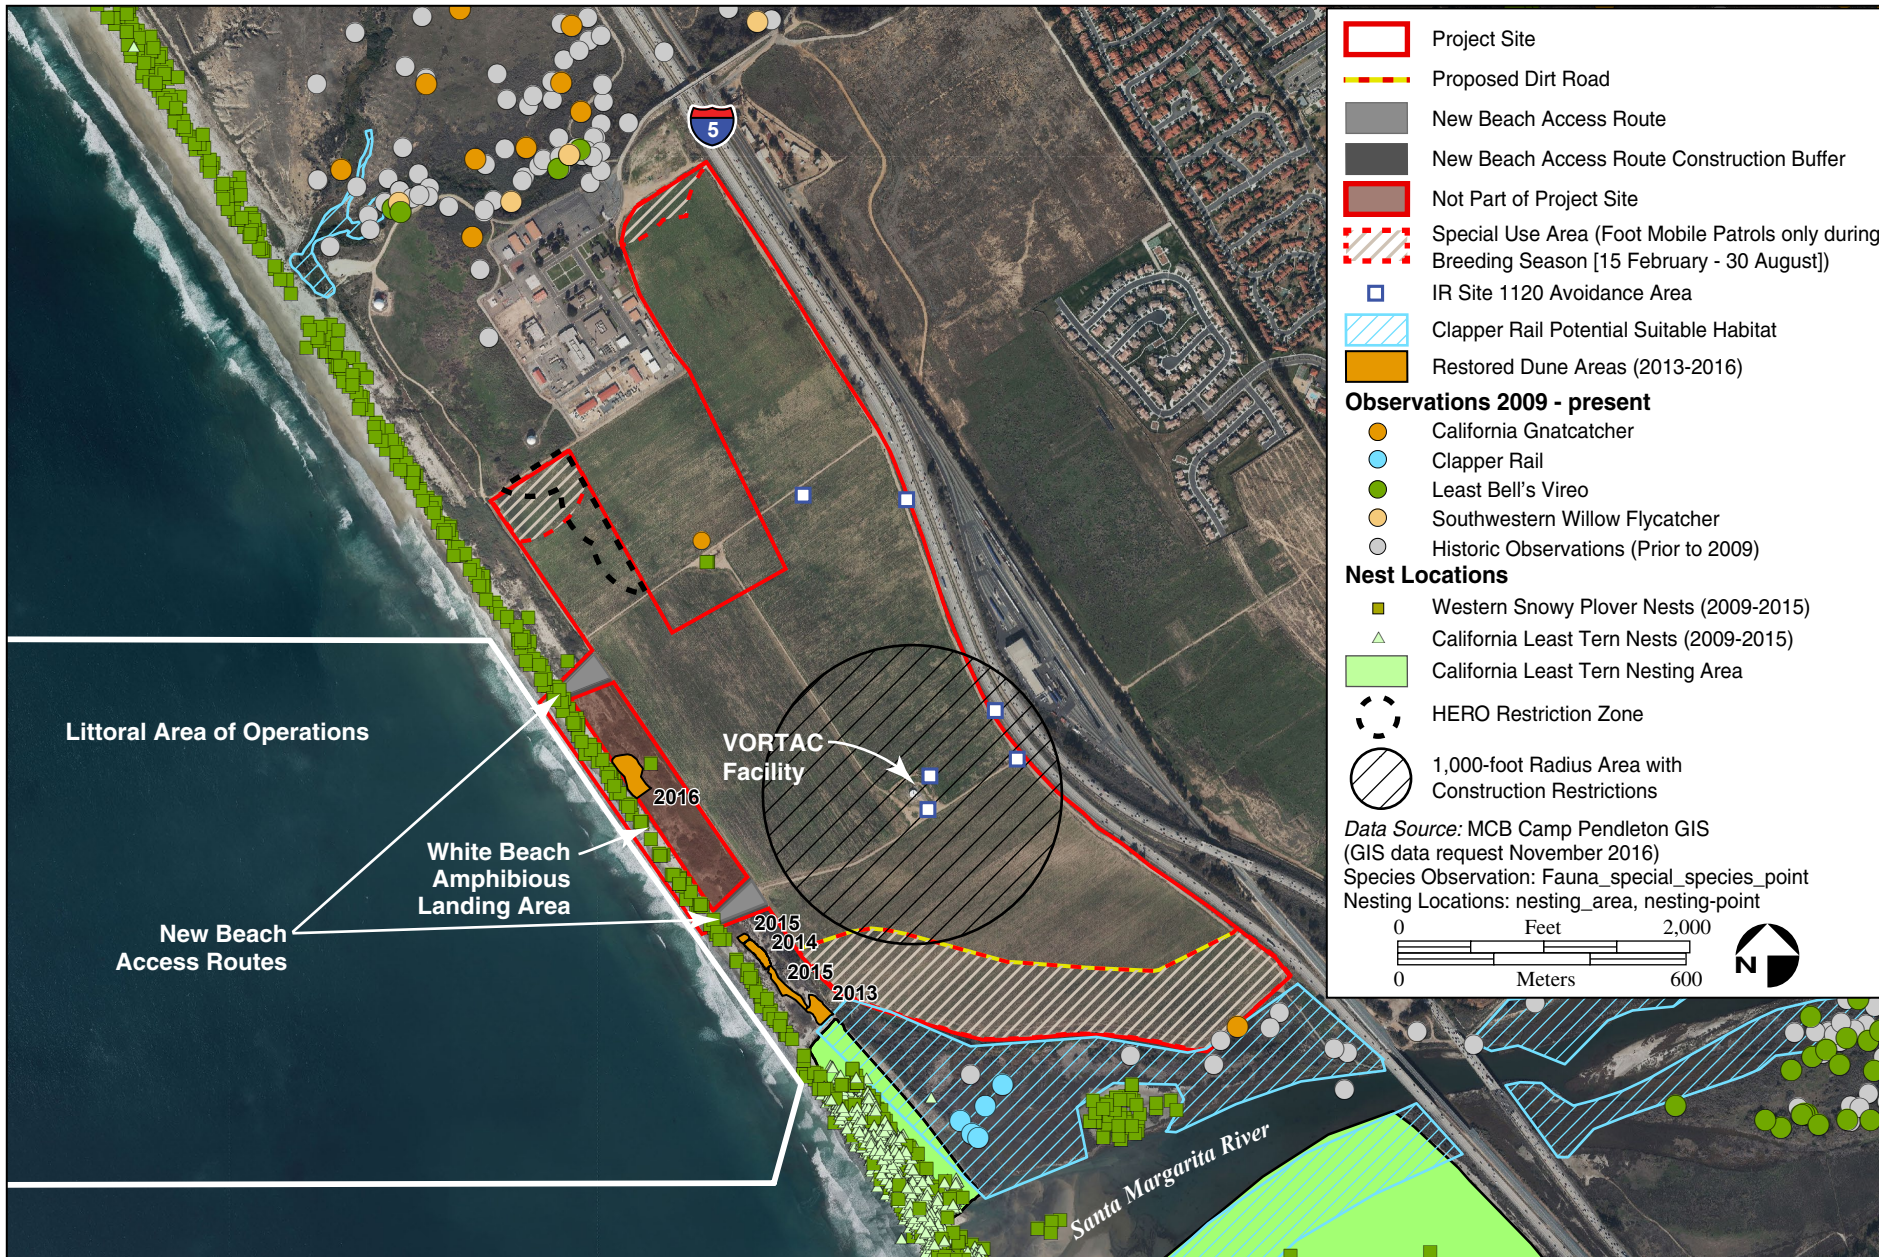 5
Littoral Area of Operations
VORTAC
Facility
2016
White Beach
Amphibious
Landing Area
New Beach
Access Routes
2015
2014
2015
2013
Santa Margarita River
Project Site
Proposed Dirt Road
New Beach Access Route
New Beach Access Route Construction Buffer
Not Part of Project Site
Special Use Area (Foot Mobile Patrols only during
Breeding Season [15 February - 30 August])
IR Site 1120 Avoidance Area
Clapper Rail Potential Suitable Habitat
Restored Dune Areas (2013-2016)
Observations 2009 - present
California Gnatcatcher
Clapper Rail
Least Bell's Vireo
Southwestern Willow Flycatcher
Historic Observations (Prior to 2009)
Nest Locations
Western Snowy Plover Nests (2009-2015)
California Least Tern Nests (2009-2015)
California Least Tern Nesting Area
HERO Restriction Zone
1,000-foot Radius Area with
Construction Restrictions
Data Source: MCB Camp Pendleton GIS
(GIS data request November 2016)
Species Observation: Fauna_special_species_point
Nesting Locations: nesting_area, nesting-point
0 Feet 2,000
0 Meters 600
N